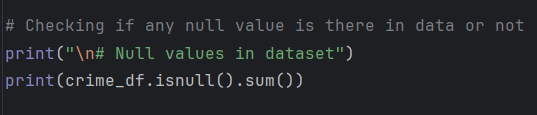 # Checking if any null value is there in data or not
print("\n# Null values in dataset")
print(crime_df.isnull().sum())